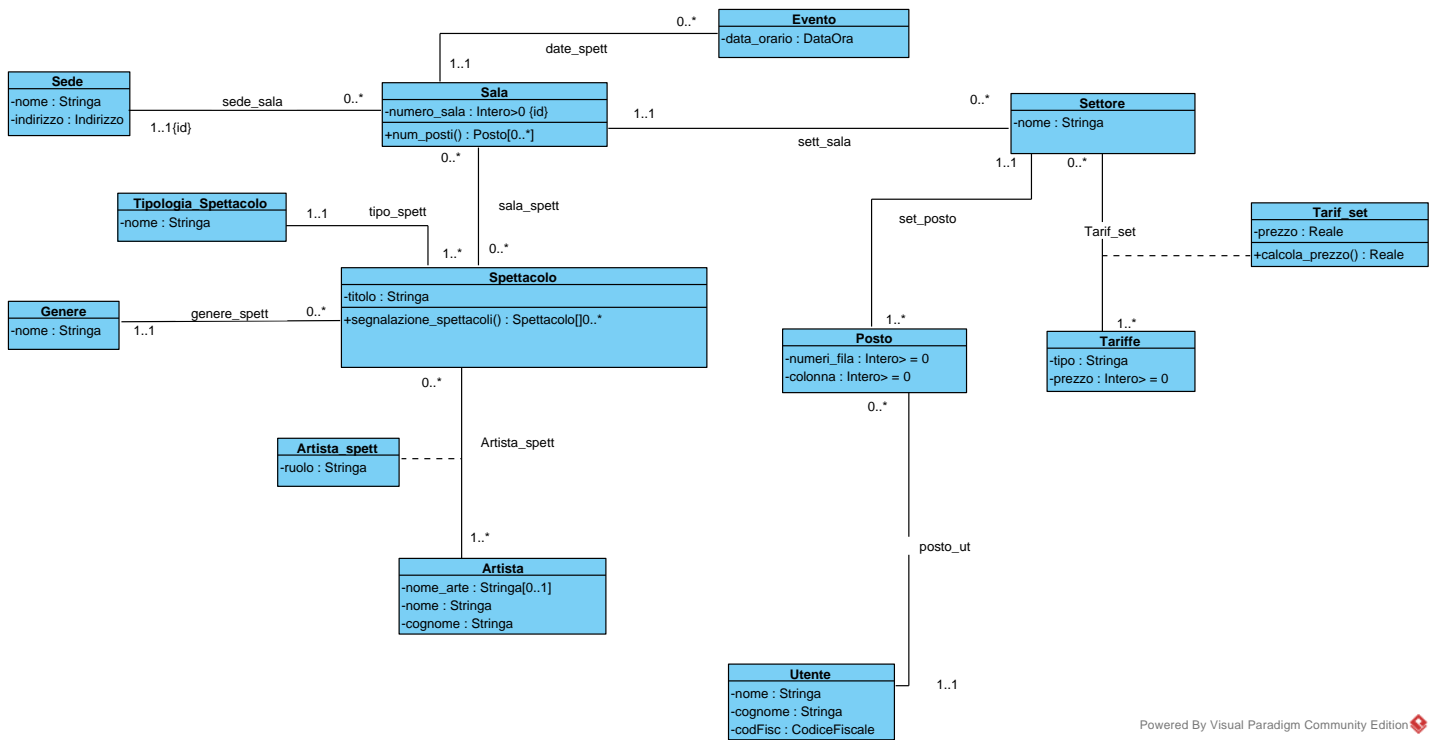 0..*
Evento
-data_orario : DataOra
date_spett
1..1
Sede
-nome : Stringa
-indirizzo : Indirizzo
sede_sala
0..*
1..1{id}
Sala
-numero_sala : Intero>0 {id}
+num_posti() : Posto[0..*]
1..1
0..*
sett_sala
Settore
-nome : Stringa
0..*
sala_spett
0..*
1..1
0..*
Tipologia_Spettacolo
-nome : Stringa
1..1
tipo_spett
1..*
set_posto
Tarif_set
Tarif_set
-prezzo : Reale
+calcola_prezzo() : Reale
Spettacolo
-titolo : Stringa
+segnalazione_spettacoli() : Spettacolo[]0..*
Genere
-nome : Stringa
genere_spett
1..1
0..*
1..*
1..*
Posto
-numeri_fila : Intero> = 0
-colonna : Intero> = 0
Tariffe
-tipo : Stringa
-prezzo : Intero> = 0
0..*
0..*
Artista_spett
-ruolo : Stringa
Artista_spett
1..*
posto_ut
Artista
-nome_arte : Stringa[0..1]
-nome : Stringa
-cognome : Stringa
Utente
-nome : Stringa
-cognome : Stringa
-codFisc : CodiceFiscale
1..1
Powered By Visual Paradigm Community Edition